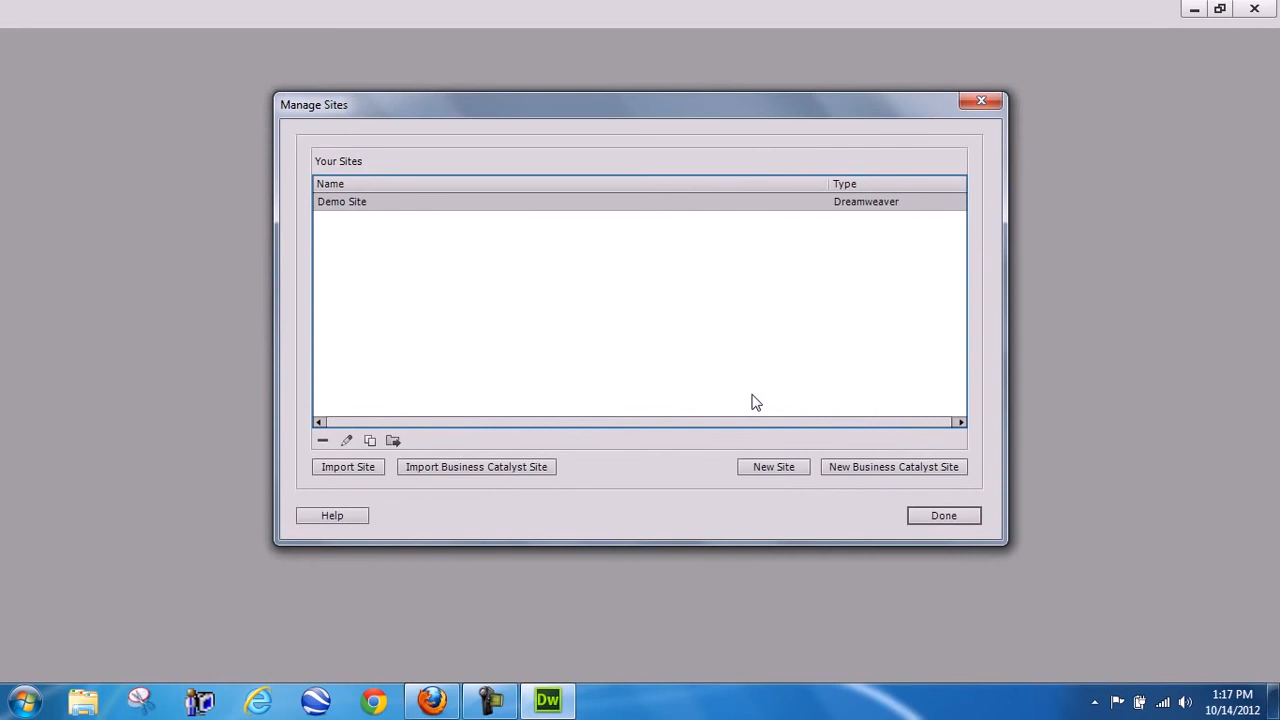 Manage Sites
Your Sites
Name Type
Demo Site Dreamweaver
Import Site Import Business Catalyst Site New Site New Business Catalyst Site
Help Done
Dw
1:17 PM
10/14/2012